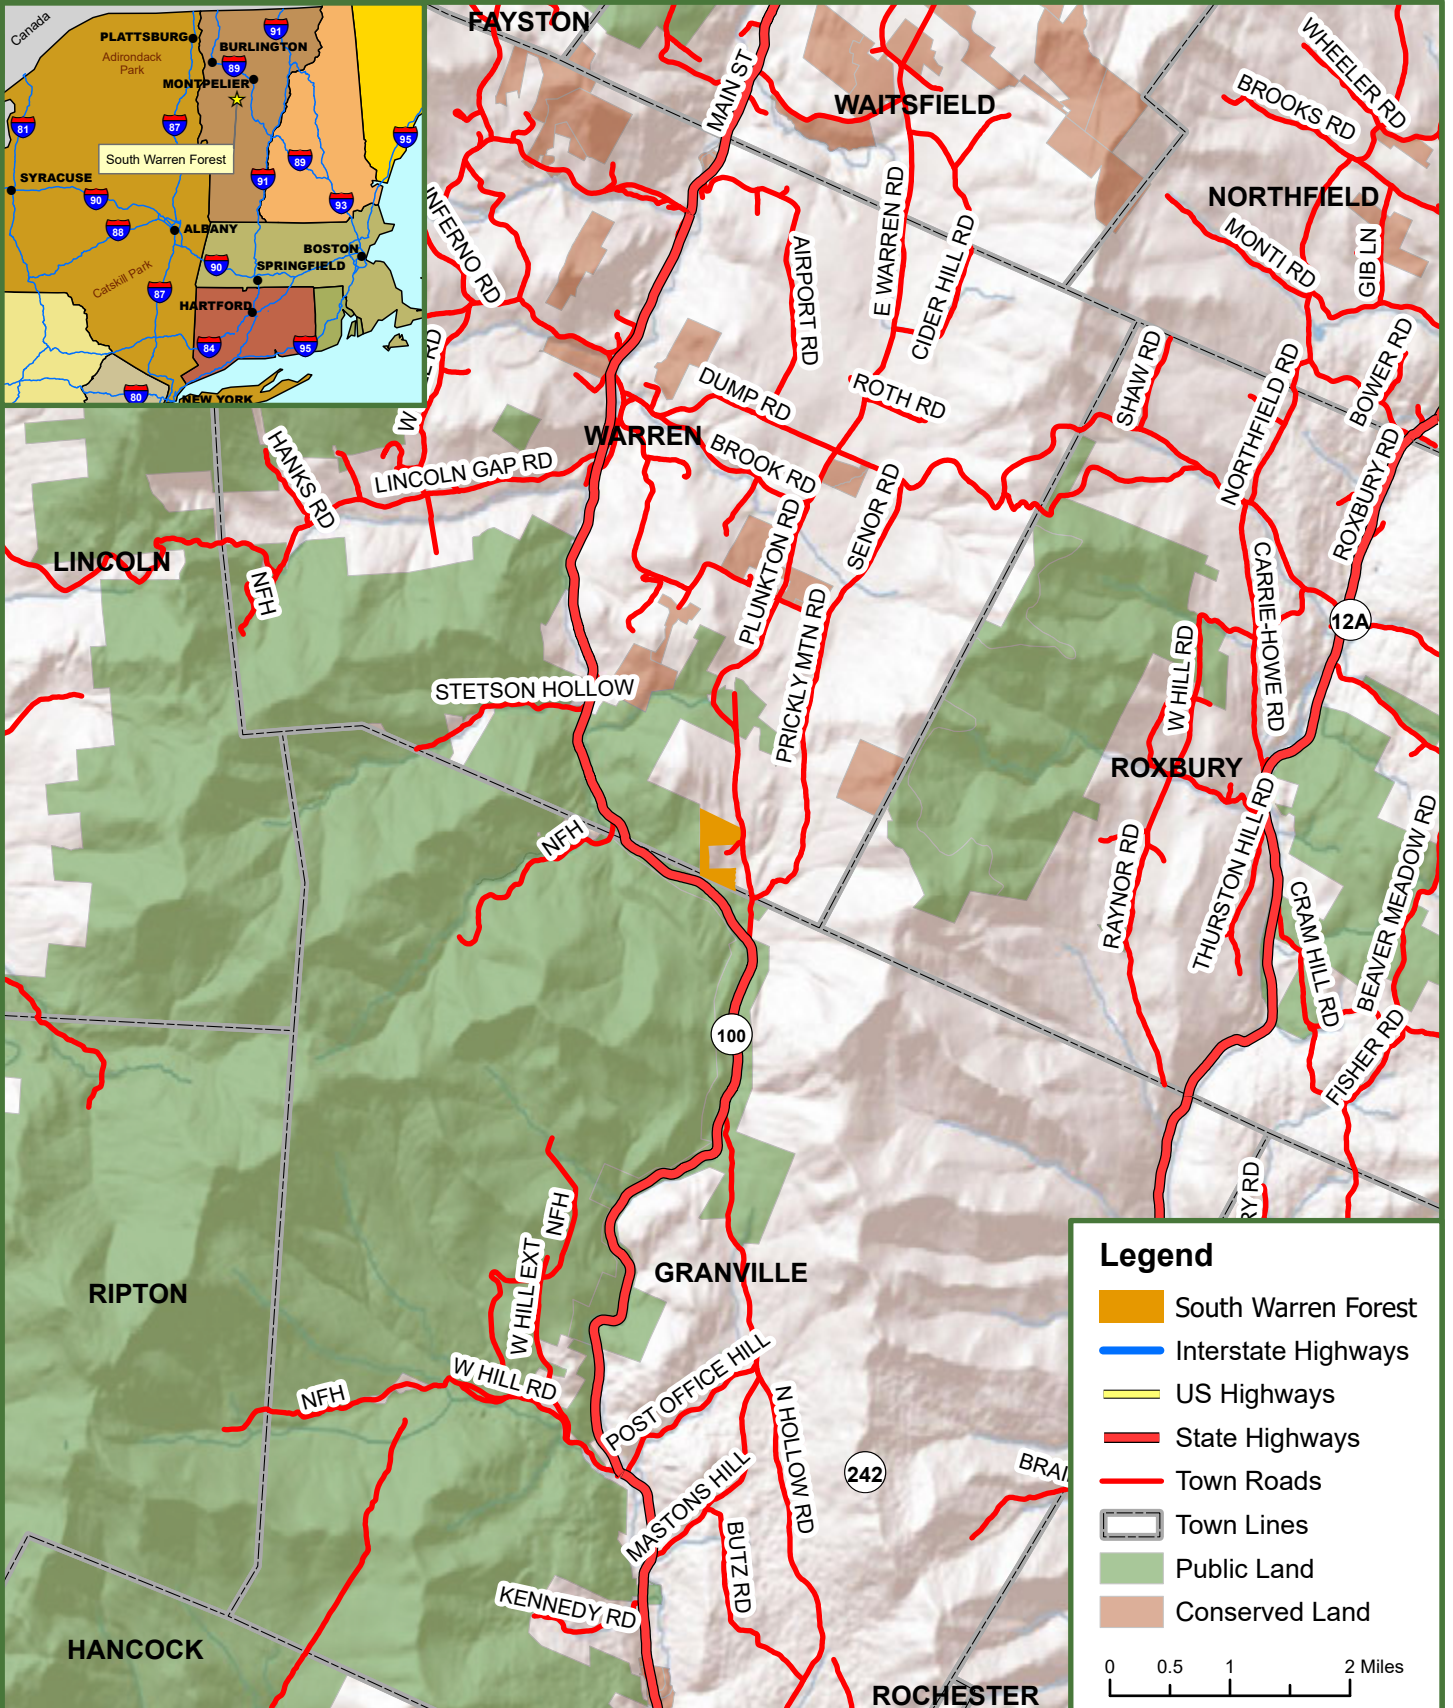 Canada
PLATTSBURG
BURLINGTON
91
Adirondack
Park
89
MONTPELIER
81
87
95
South Warren Forest
89
SYRACUSE
91
90
93
88
ALBANY
BOSTON
90
SPRINGFIELD
Catskill Park
87
HARTFORD
84
95
80
NEW YORK
FAYSTON
MAIN ST
WAITSFIELD
WHEELER RD
BROOKS RD
NORTHFIELD
MONTI RD
GIB LN
INFERNO RD
AIRPORT RD
E WARREN RD
CIDER HILL RD
SHAW RD
NORTHFIELD RD
BOWER RD
ROXBURY RD
DUMP RD
ROTH RD
WARREN
BROOK RD
W
RD
HANKS RD
LINCOLN GAP RD
LINCOLN
NFH
PLUNKTON RD
SENOR RD
PRICKLY MTN RD
CARRIE-HOWE RD
12A
W HILL RD
STETSON HOLLOW
ROXBURY
NFH
RAYNOR RD
THURSTON HILL RD
CRAM HILL RD
BEAVER MEADOW RD
FISHER RD
100
RY RD
NFH
W HILL EXT
GRANVILLE
RIPTON
W HILL RD
NFH
POST OFFICE HILL
N HOLLOW RD
242
MASTONS HILL
BUTZ RD
BRAI
KENNEDY RD
HANCOCK
ROCHESTER
Legend
South Warren Forest
Interstate Highways
US Highways
State Highways
Town Roads
Town Lines
Public Land
Conserved Land
0 0.5 1 2 Miles